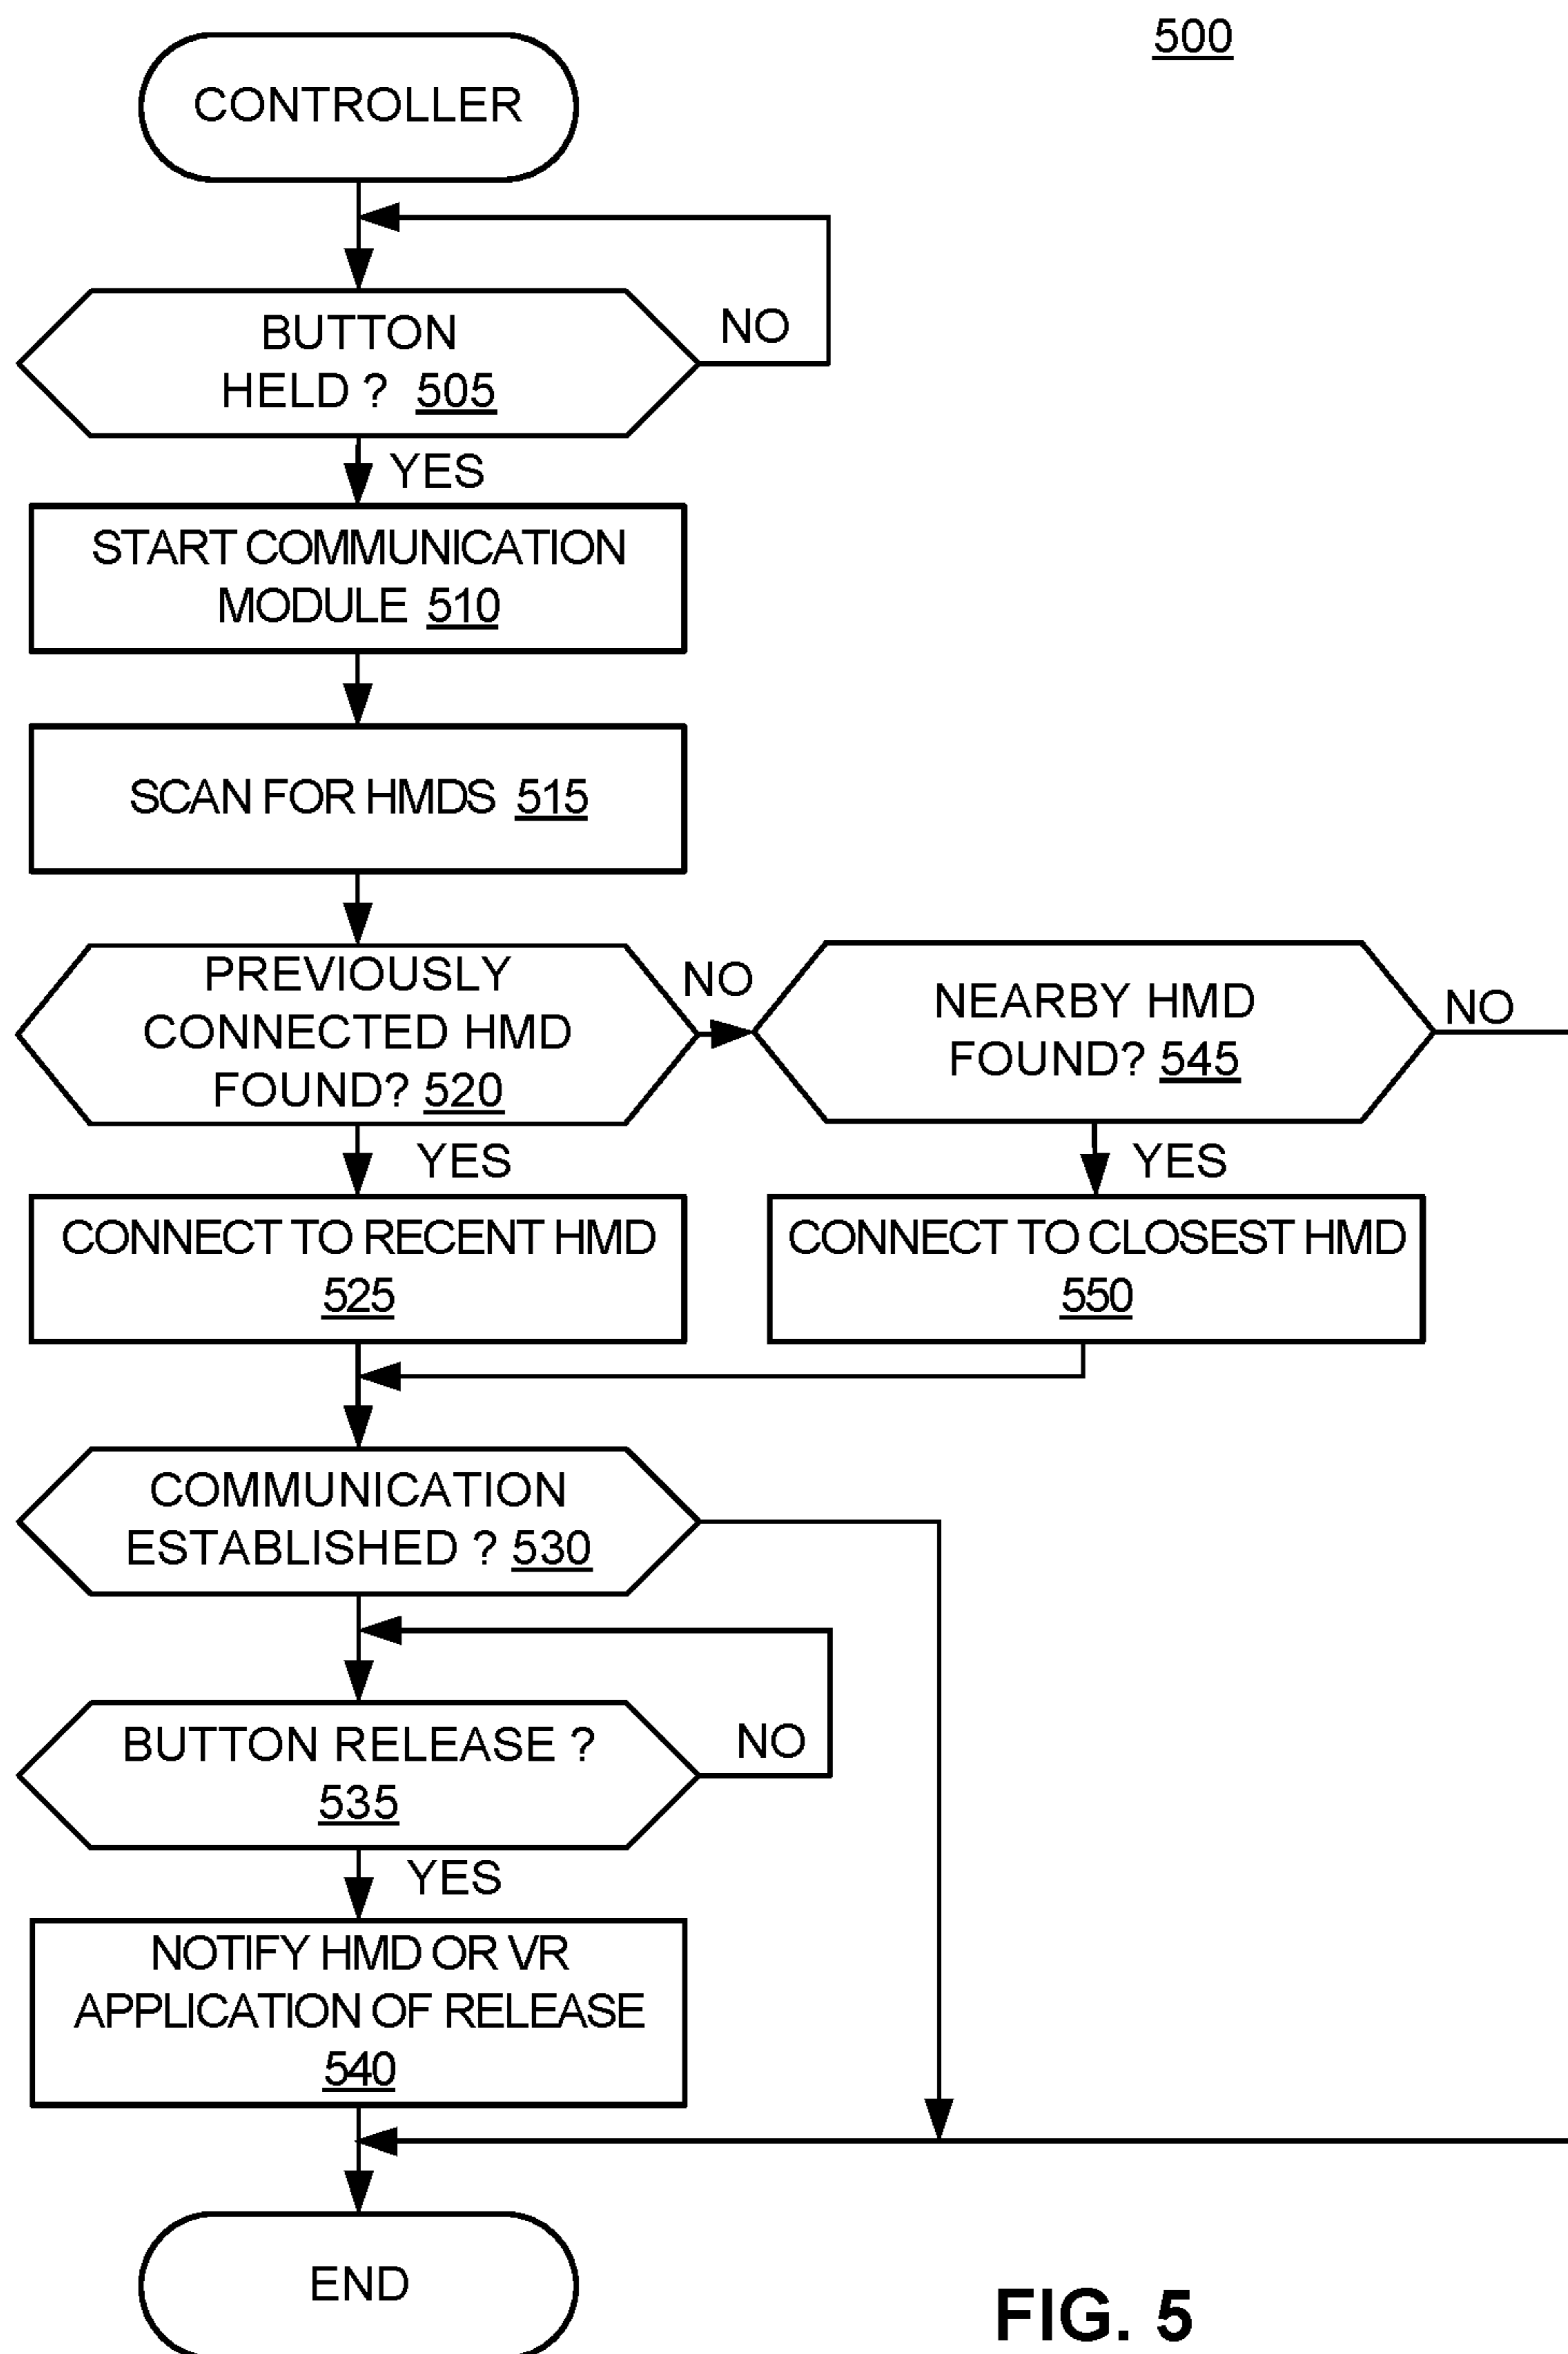 500
CONTROLLER
BUTTON
HELD ? 505
NO
YES
START COMMUNICATION
MODULE 510
SCAN FOR HMDS 515
PREVIOUSLY
CONNECTED HMD
FOUND? 520
NO
NEARBY HMD
FOUND? 545
NO
YES
YES
CONNECT TO RECENT HMD
525
CONNECT TO CLOSEST HMD
550
COMMUNICATION
ESTABLISHED ? 530
BUTTON RELEASE ?
535
NO
YES
NOTIFY HMD OR VR
APPLICATION OF RELEASE
540
END
FIG. 5